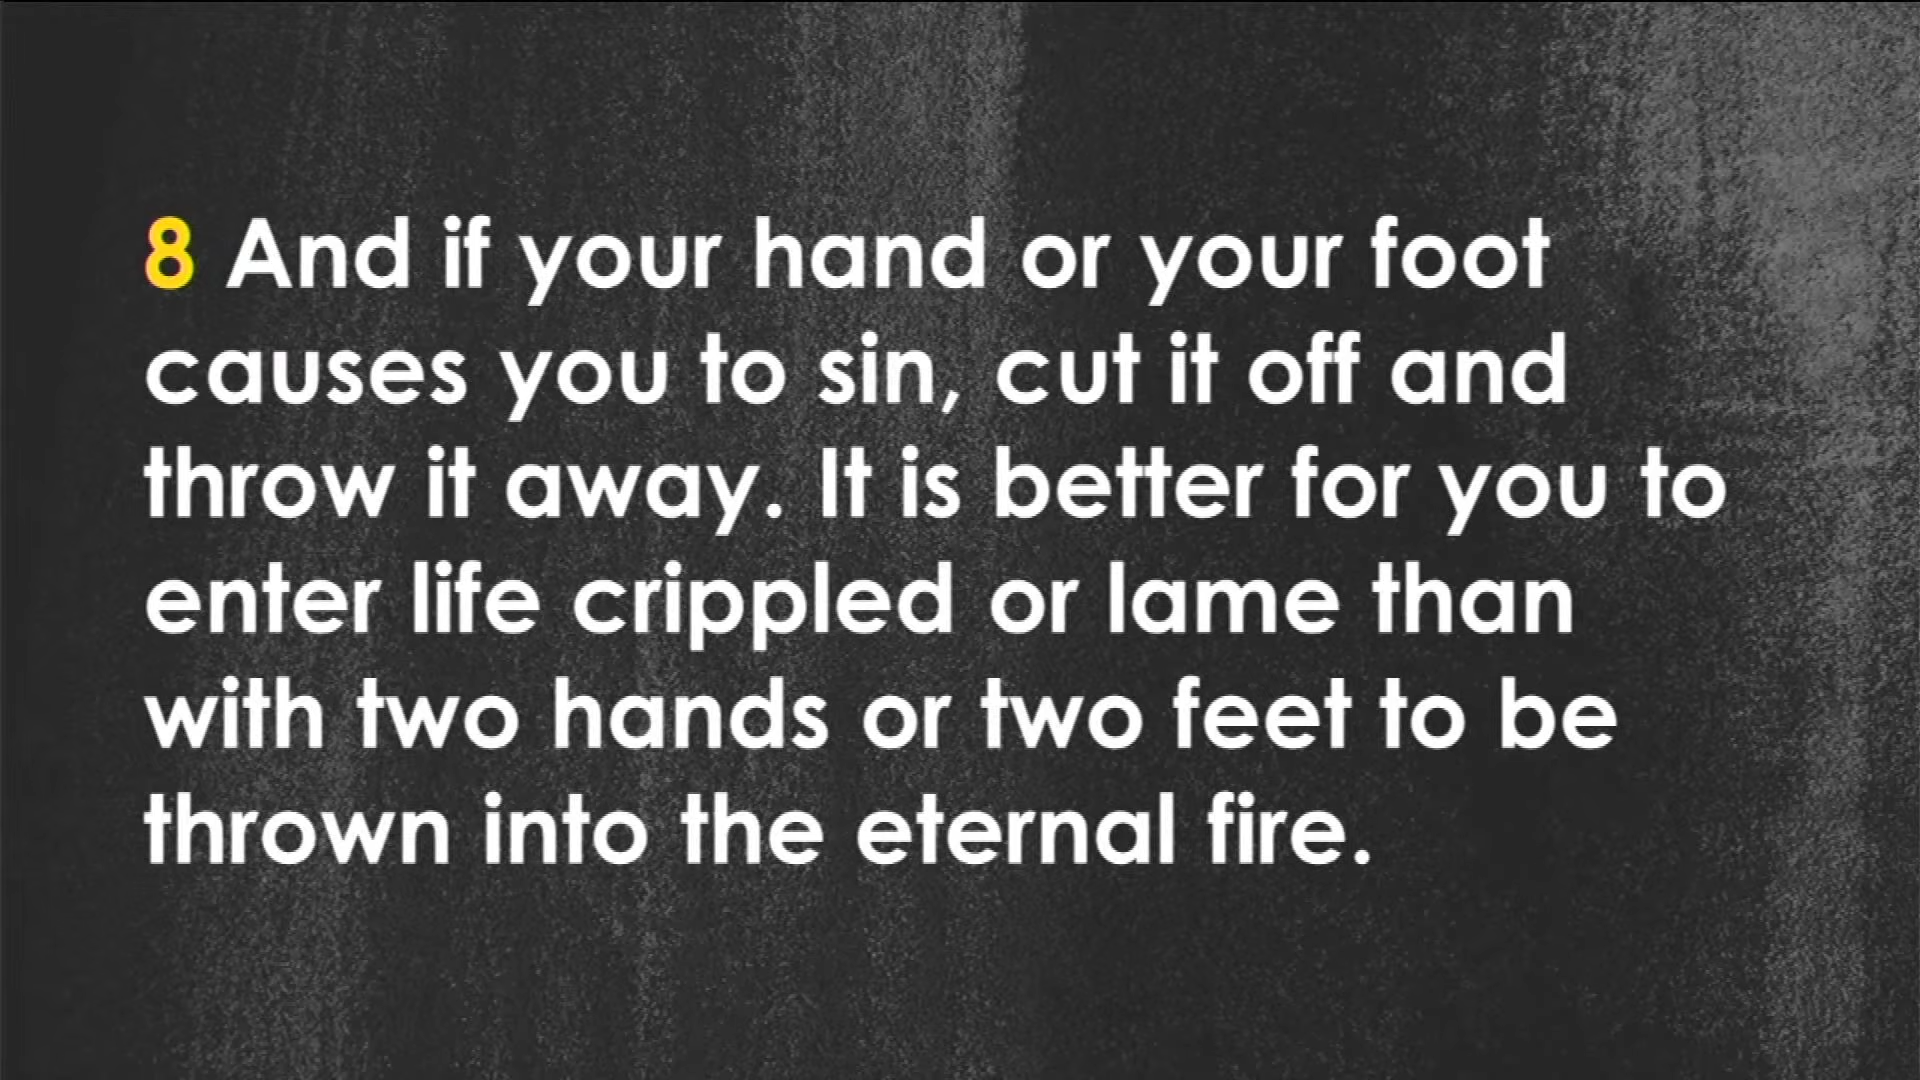 8 And if your hand or your foot
causes you to sin, cut it off and
throw it away. It is better for you to
enter life crippled or lame than
with two hands or two feet to be
thrown into the eternal fire.